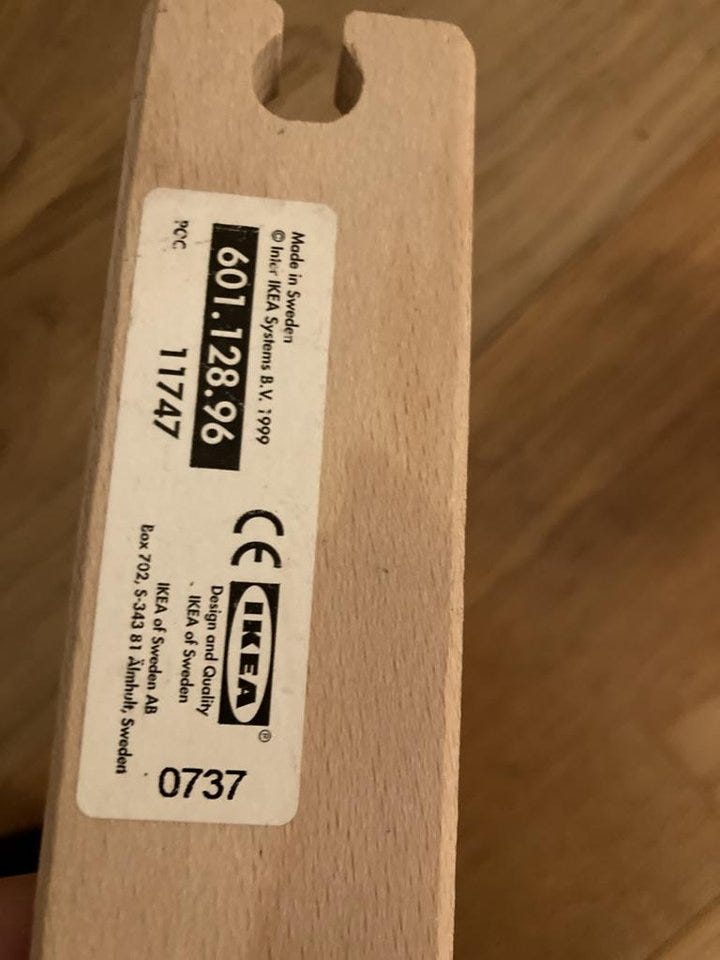 Made in Sweden
© Inter IKEA Systems B.V. 1999
601.128.96
POC 11747
CE
IKEA®
Design and Quality
IKEA of Sweden
IKEA of Sweden AB
Box 702, S-343 81 Älmhult, Sweden
0737